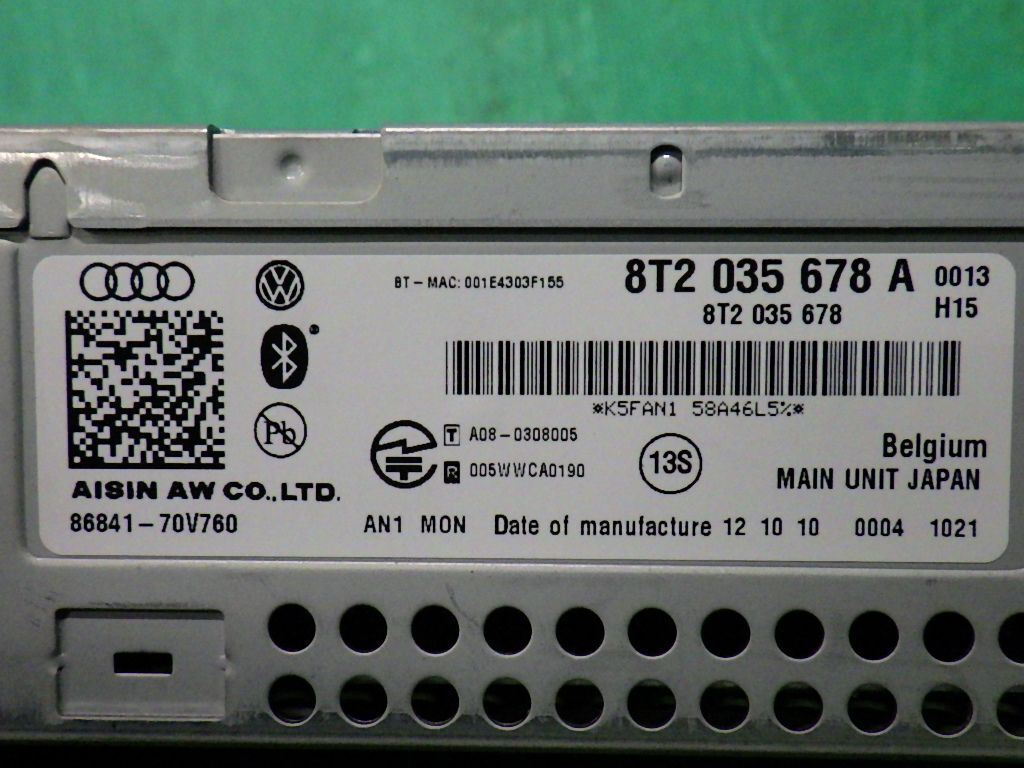 BT-MAC: 001E4303F155
8T2 035 678 A 0013
8T2 035 678 H15
*K5FAN1 58A46L5%*
Pb
T A08-0308005
R 005WWCA0190
13S
Belgium
MAIN UNIT JAPAN
AISIN AW CO.,LTD.
86841-70V760
AN1 MON Date of manufacture 12 10 10 0004 1021